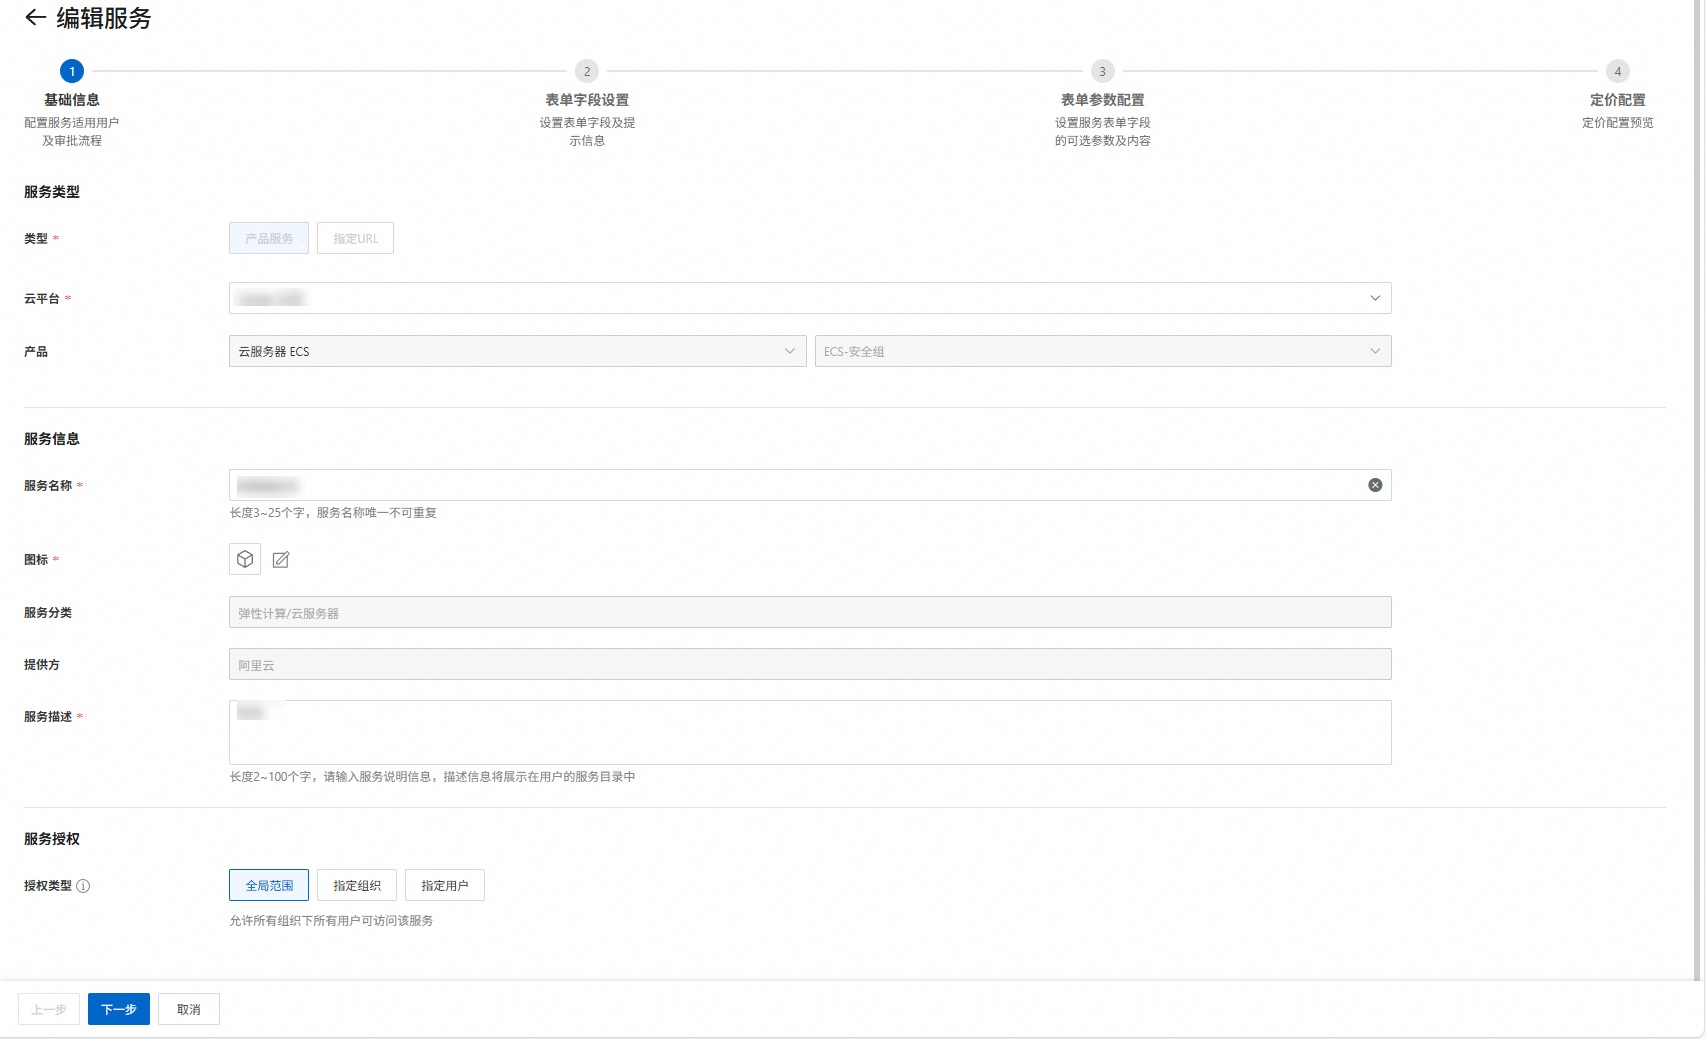 编辑服务
1
2
3
4
基础信息
表单字段设置
表单参数配置
定价配置
配置服务适用用户
及审批流程
设置表单字段及提
示信息
设置服务表单字段
的可选参数及内容
定价配置预览
服务类型
类型 *
产品服务
指定URL
云平台 *
产品
云服务器 ECS
ECS-安全组
服务信息
服务名称 *
长度3~25个字，服务名称唯一不可重复
图标 *
服务分类
弹性计算/云服务器
提供方
阿里云
服务描述 *
长度2~100个字，请输入服务说明信息，描述信息将展示在用户的服务目录中
服务授权
授权类型
全局范围
指定组织
指定用户
允许所有组织下所有用户可访问该服务
上一步
下一步
取消